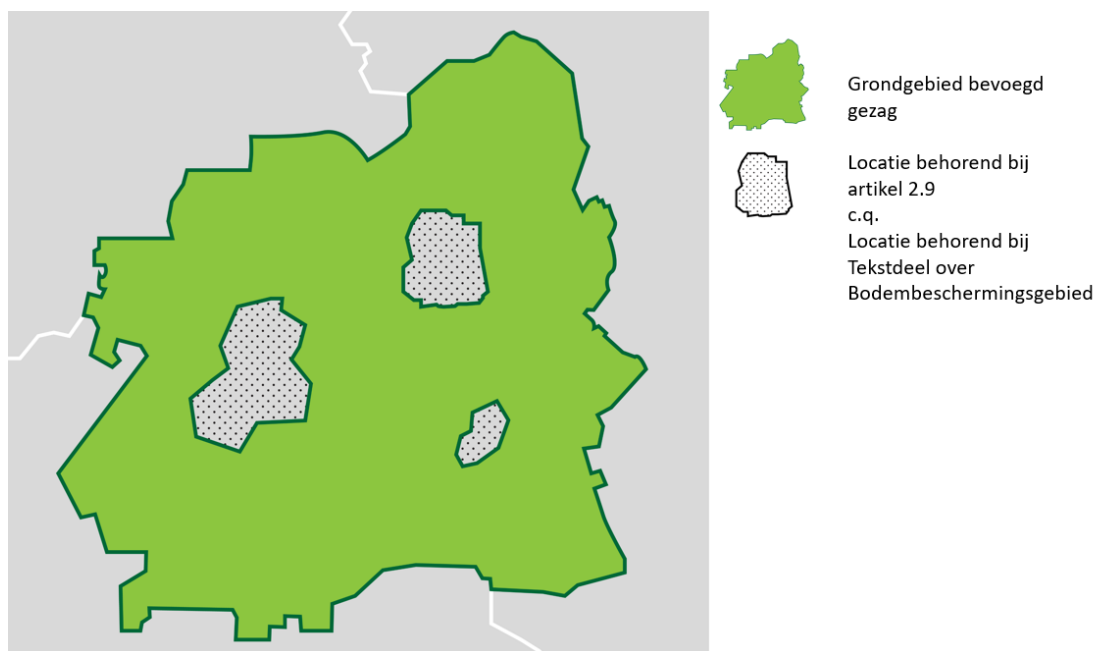 Grondgebied bevoegd
gezag
Locatie behorend bij
artikel 2.9
c.q.
Locatie behorend bij
Tekstdeel over
Bodembeschermingsgebied